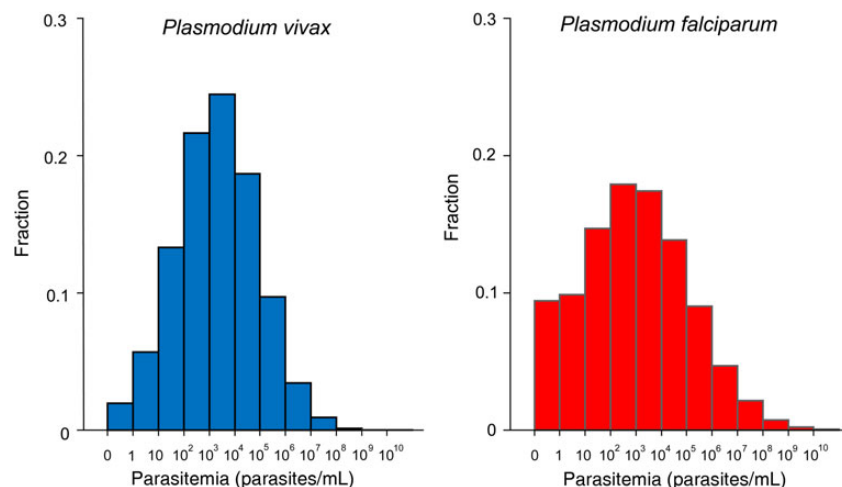 Plasmodium vivax
0.3
0.2
0.1
0
Fraction
0 1 10 10² 10³ 10⁴ 10⁵ 10⁶ 10⁷ 10⁸ 10⁹ 10¹⁰
Parasitemia (parasites/mL)
Plasmodium falciparum
0.3
0.2
0.1
0
Fraction
0 1 10 10² 10³ 10⁴ 10⁵ 10⁶ 10⁷ 10⁸ 10⁹ 10¹⁰
Parasitemia (parasites/mL)